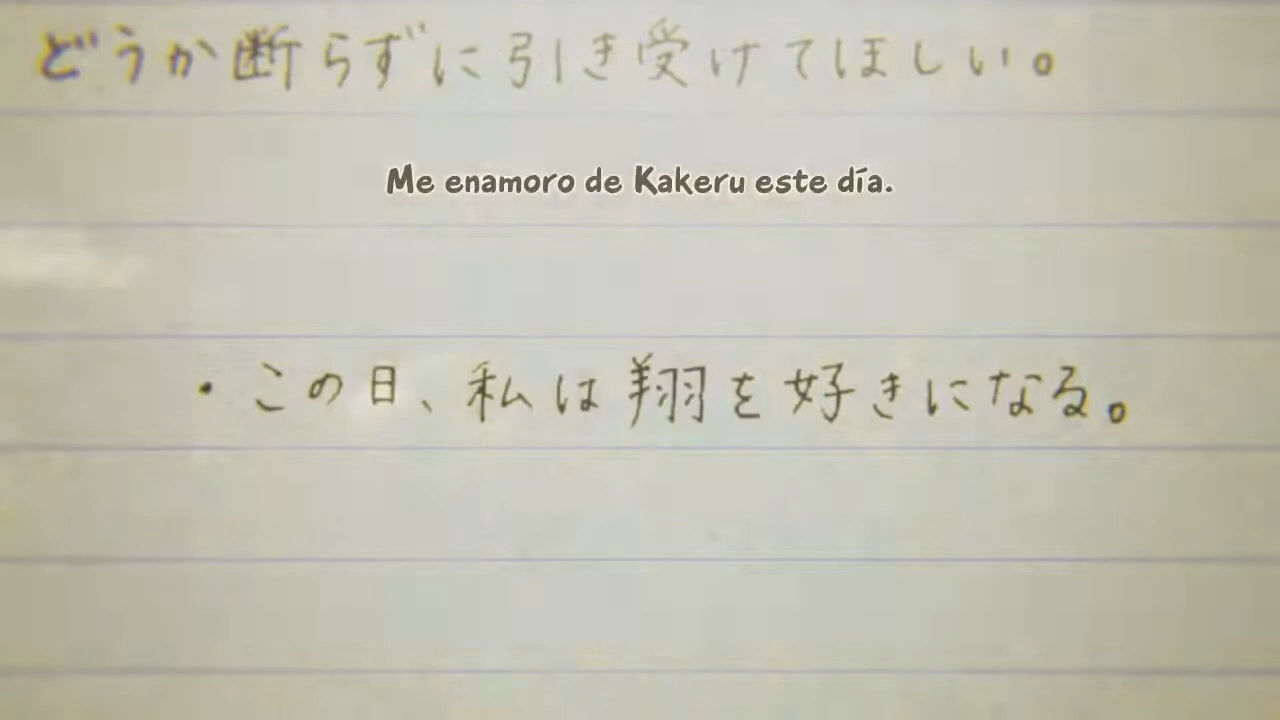 どうか断らずに引き受けてほしい。
Me enamoro de Kakeru este día.
・この日、私は翔を好きになる。